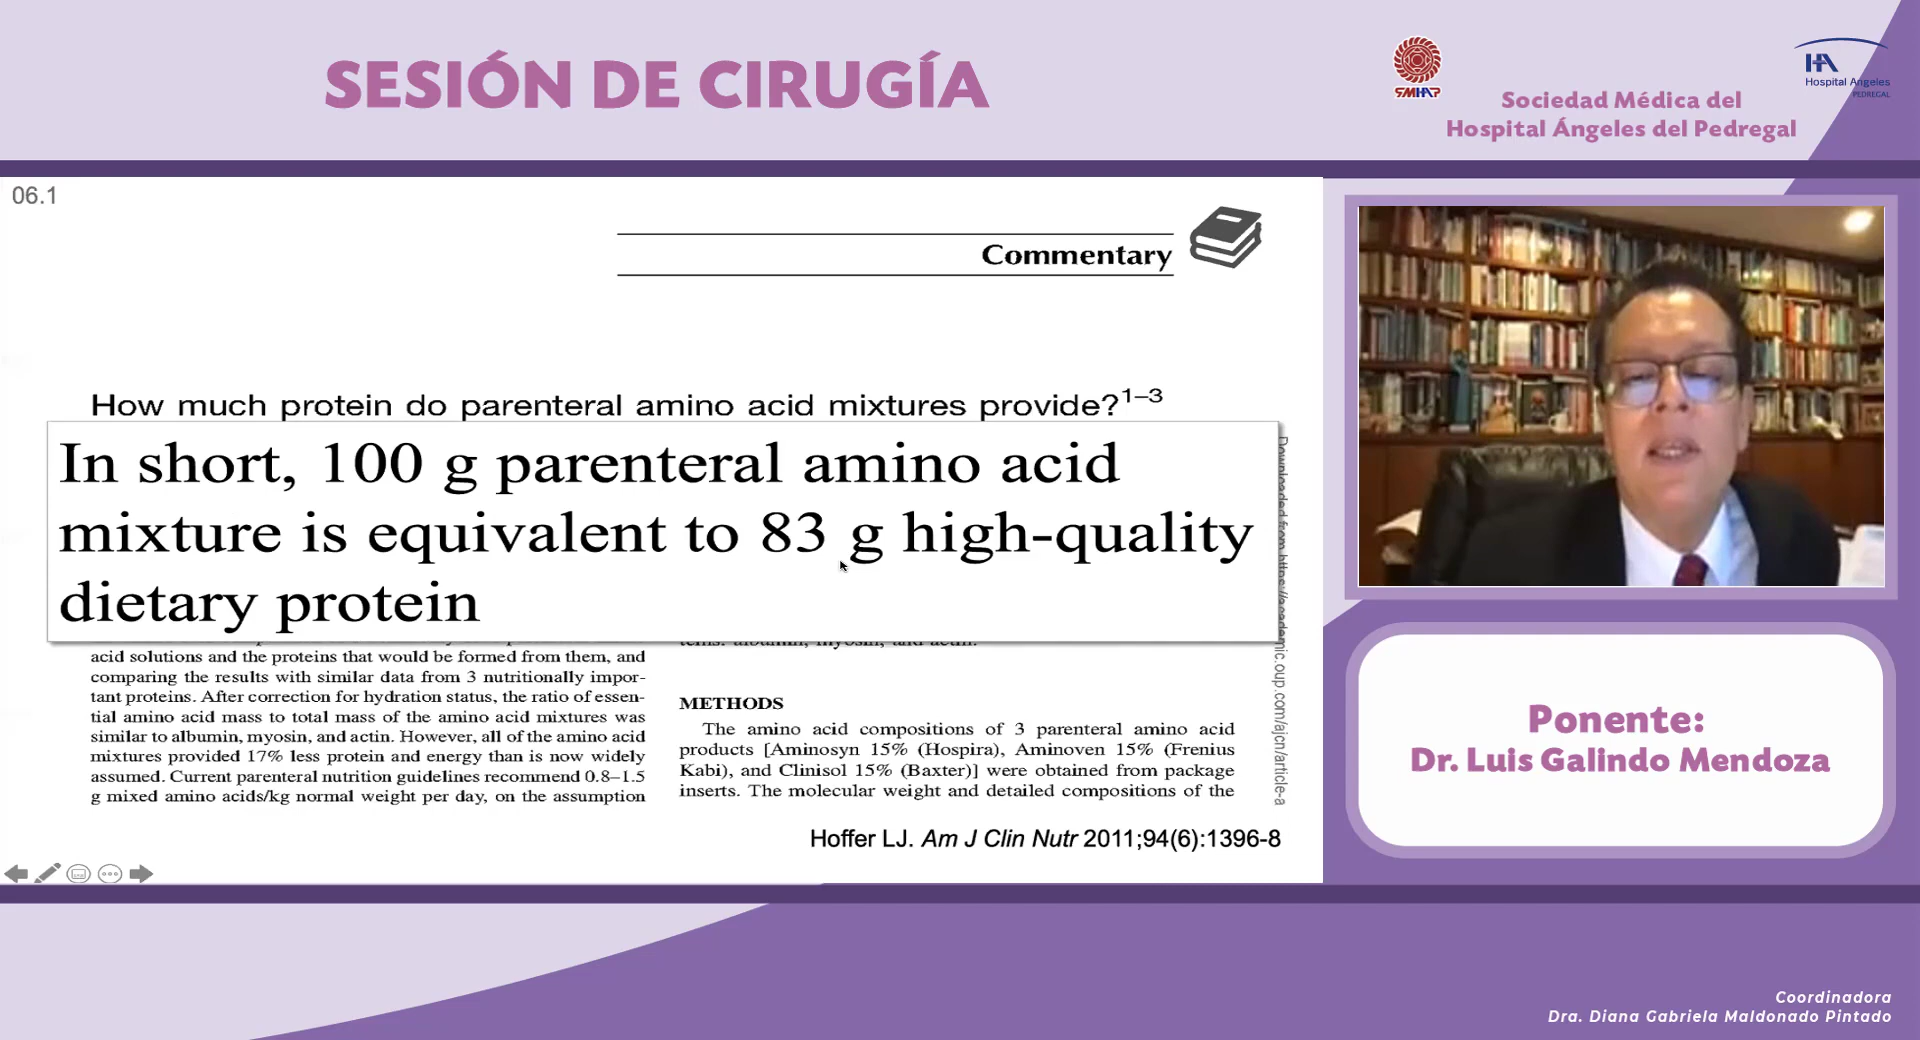 SESIÓN DE CIRUGÍA
SMHAP
Sociedad Médica del
Hospital Ángeles del Pedregal
HA
Hospital Angeles
PEDREGAL
06.1
Commentary
How much protein do parenteral amino acid mixtures provide?1–3
In short, 100 g parenteral amino acid
mixture is equivalent to 83 g high-quality
dietary protein
acid solutions and the proteins that would be formed from them, and
comparing the results with similar data from 3 nutritionally impor-
tant proteins. After correction for hydration status, the ratio of essen-
tial amino acid mass to total mass of the amino acid mixtures was
similar to albumin, myosin, and actin. However, all of the amino acid
mixtures provided 17% less protein and energy than is now widely
assumed. Current parenteral nutrition guidelines recommend 0.8–1.5
g mixed amino acids/kg normal weight per day, on the assumption
METHODS
The amino acid compositions of 3 parenteral amino acid
products [Aminosyn 15% (Hospira), Aminoven 15% (Frenius
Kabi), and Clinisol 15% (Baxter)] were obtained from package
inserts. The molecular weight and detailed compositions of the
Downloaded from https://academic.oup.com/ajcn/article-a
Hoffer LJ. Am J Clin Nutr 2011;94(6):1396-8
Ponente:
Dr. Luis Galindo Mendoza
Coordinadora
Dra. Diana Gabriela Maldonado Pintado